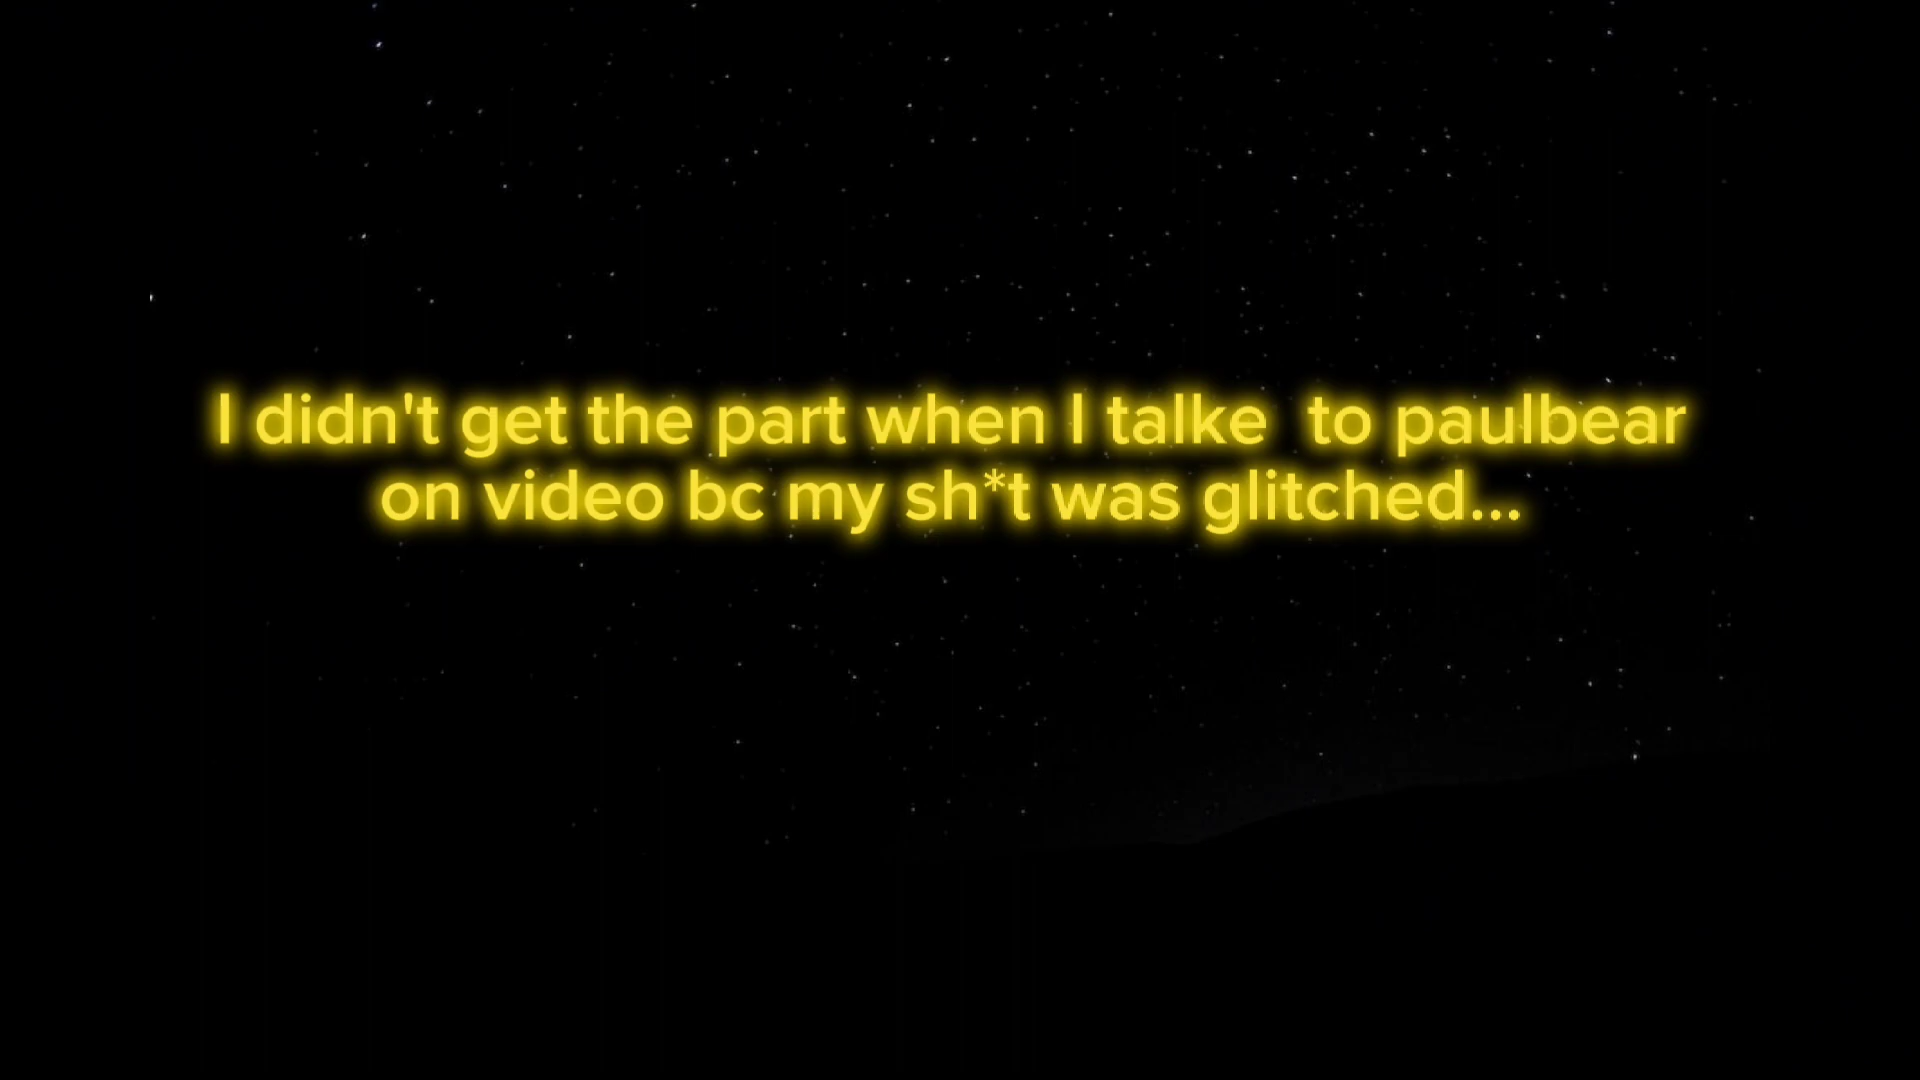 I didn't get the part when I talke  to paulbear
on video bc my sh*t was glitched...